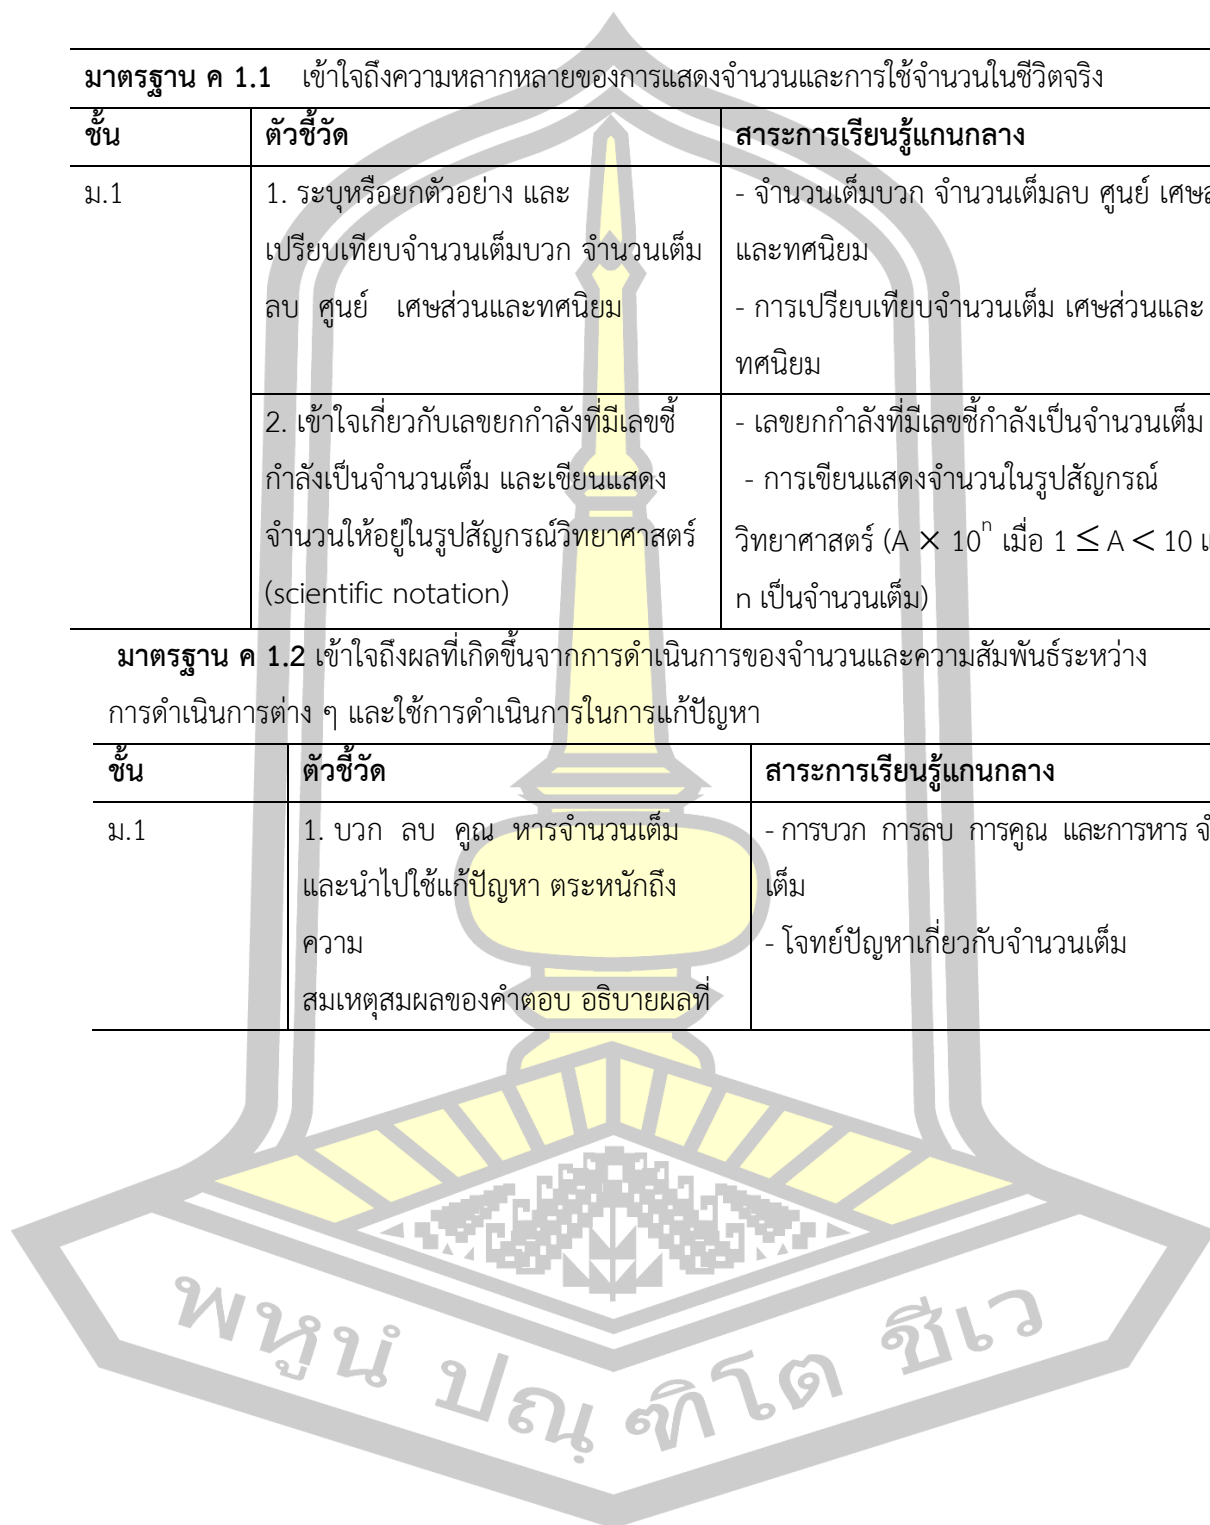 มาตรฐาน ค 1.1 เข้าใจถึงความหลากหลายของการแสดงจำนวนและการใช้จำนวนในชีวิตจริง
ชั้น ตัวชี้วัด สาระการเรียนรู้แกนกลาง
ม.1 1. ระบุหรือยกตัวอย่าง และ - จำนวนเต็มบวก จำนวนเต็มลบ ศูนย์
เปรียบเทียบจำนวนเต็มบวก จำนวนเต็ม และทศนิยม
ลบ ศูนย์ เศษส่วนและทศนิยม - การเปรียบเทียบจำนวนเต็ม เศษส่วนและ
ทศนิยม
2. เข้าใจเกี่ยวกับเลขยกกำลังที่มีเลขชี้ - เลขยกกำลังที่มีเลขชี้กำลังเป็นจำนวนเต็ม
กำลังเป็นจำนวนเต็ม และเขียนแสดง - การเขียนแสดงจำนวนในรูปสัญกรณ์
จำนวนให้อยู่ในรูปสัญกรณ์วิทยาศาสตร์ วิทยาศาสตร์ (A × 10ⁿ เมื่อ 1 ≤ A < 10
(scientific notation) n เป็นจำนวนเต็ม)
มาตรฐาน ค 1.2 เข้าใจถึงผลที่เกิดขึ้นจากการดำเนินการของจำนวนและความสัมพันธ์ระหว่าง
การดำเนินการต่าง ๆ และใช้การดำเนินการในการแก้ปัญหา
ชั้น ตัวชี้วัด สาระการเรียนรู้แกนกลาง
ม.1 1. บวก ลบ คูณ หารจำนวนเต็ม - การบวก การลบ การคูณ และการหาร
และนำไปใช้แก้ปัญหา ตระหนักถึง เต็ม
ความ - โจทย์ปัญหาเกี่ยวกับจำนวนเต็ม
สมเหตุสมผลของคำตอบ อธิบายผลที่
พหูนํ ปณฺฑิโต ชีเว